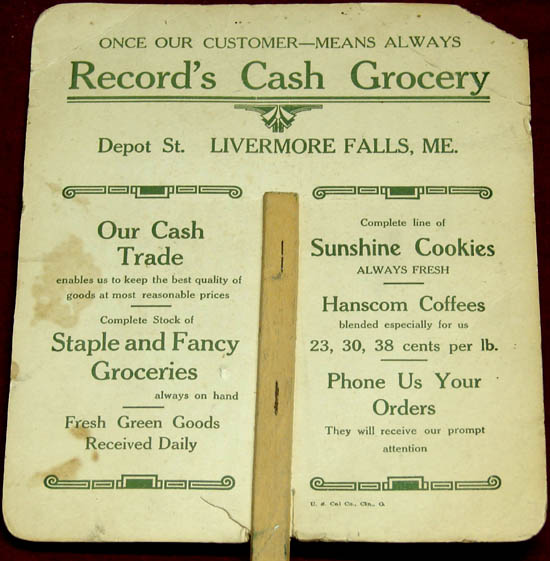 ONCE OUR CUSTOMER—MEANS ALWAYS
Record's Cash Grocery
Depot St. LIVERMORE FALLS, ME.
Our Cash
Trade
enables us to keep the best quality of
goods at most reasonable prices
Complete Stock of
Staple and Fancy
Groceries
always on hand
Fresh Green Goods
Received Daily
Complete line of
Sunshine Cookies
ALWAYS FRESH
Hanscom Coffees
blended especially for us
23, 30, 38 cents per lb.
Phone Us Your
Orders
They will receive our prompt
attention
U. S. Cal Co., Cin., O.